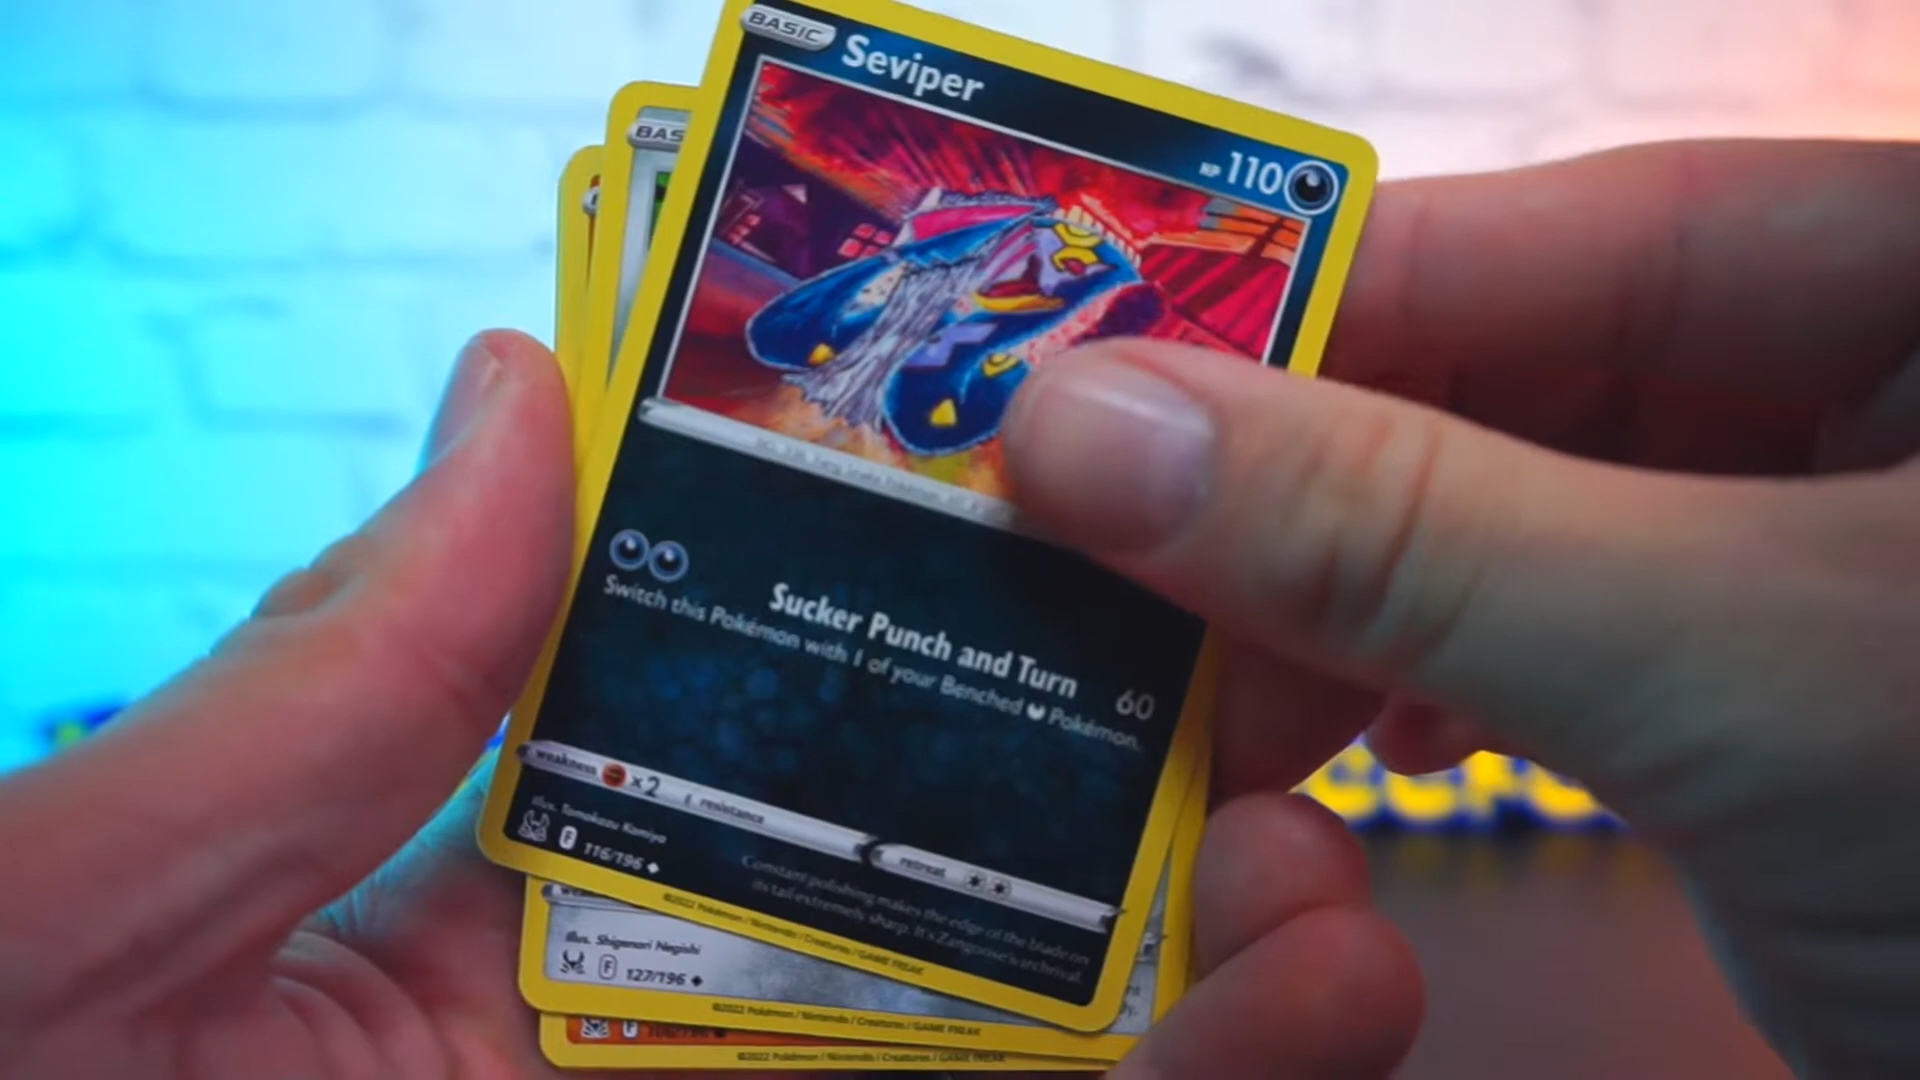 BASIC
Seviper
HP 110
BAS
Sucker Punch and Turn 60
Switch this Pokémon with 1 of your Benched Pokémon.
weakness x2 resistance
retreat
Illus. Tomokazu Komiya
F 116/196
Constant polishing makes the edge of the blade on
its tail extremely sharp. It's Zangoose's archrival.
©2022 Pokémon / Nintendo / Creatures / GAME FREAK
Illus. Shigenori Negishi
F 127/196
©2022 Pokémon / Nintendo / Creatures / GAME FREAK
F
©2022 Pokémon / Nintendo / Creatures / GAME FREAK